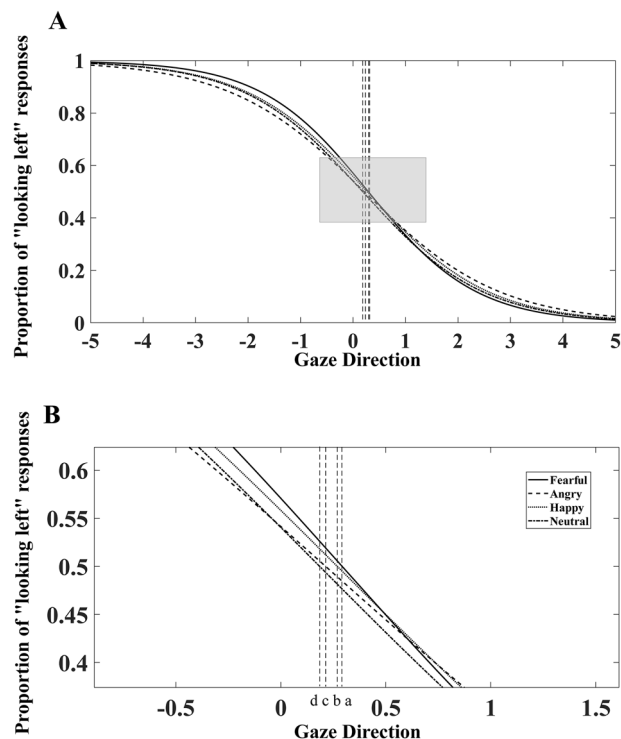 A
Proportion of "looking left" responses
1
0.8
0.6
0.4
0.2
0
-5 -4 -3 -2 -1 0 1 2 3 4 5
Gaze Direction
B
Proportion of "looking left" responses
0.6
0.55
0.5
0.45
0.4
Fearful
Angry
Happy
Neutral
d c b a
-0.5 0 0.5 1 1.5
Gaze Direction